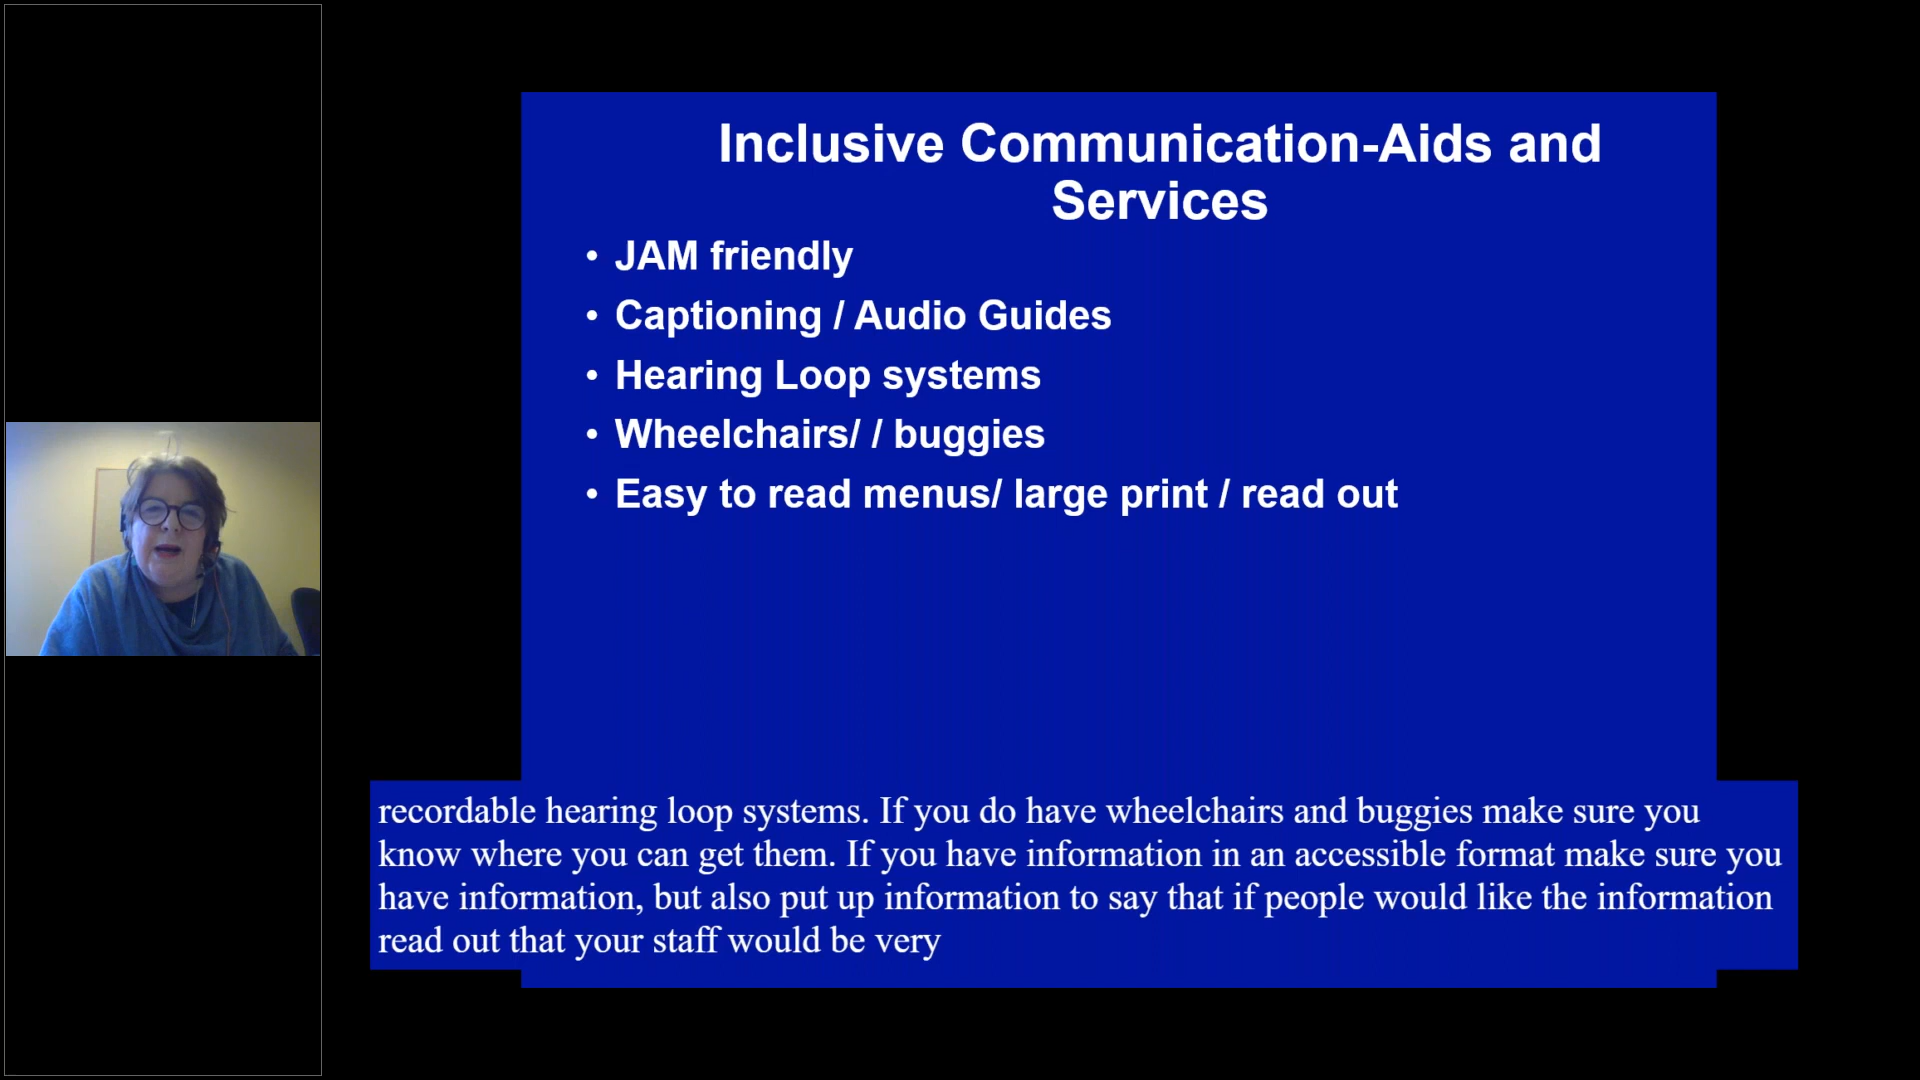 Inclusive Communication-Aids and
Services
• JAM friendly
• Captioning / Audio Guides
• Hearing Loop systems
• Wheelchairs/ / buggies
• Easy to read menus/ large print / read out
recordable hearing loop systems. If you do have wheelchairs and buggies make sure you
know where you can get them. If you have information in an accessible format make sure you
have information, but also put up information to say that if people would like the information
read out that your staff would be very